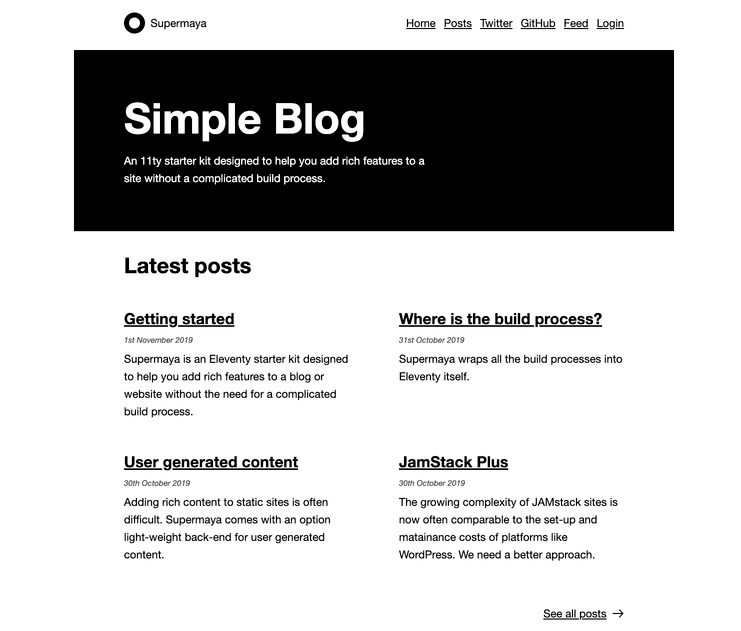 Supermaya
Home Posts Twitter GitHub Feed Login
Simple Blog
An 11ty starter kit designed to help you add rich features to a
site without a complicated build process.
Latest posts
Getting started
1st November 2019
Supermaya is an Eleventy starter kit designed
to help you add rich features to a blog or
website without the need for a complicated
build process.
Where is the build process?
31st October 2019
Supermaya wraps all the build processes into
Eleventy itself.
User generated content
30th October 2019
Adding rich content to static sites is often
difficult. Supermaya comes with an option
light-weight back-end for user generated
content.
JamStack Plus
30th October 2019
The growing complexity of JAMstack sites is
now often comparable to the set-up and
matainance costs of platforms like
WordPress. We need a better approach.
See all posts →